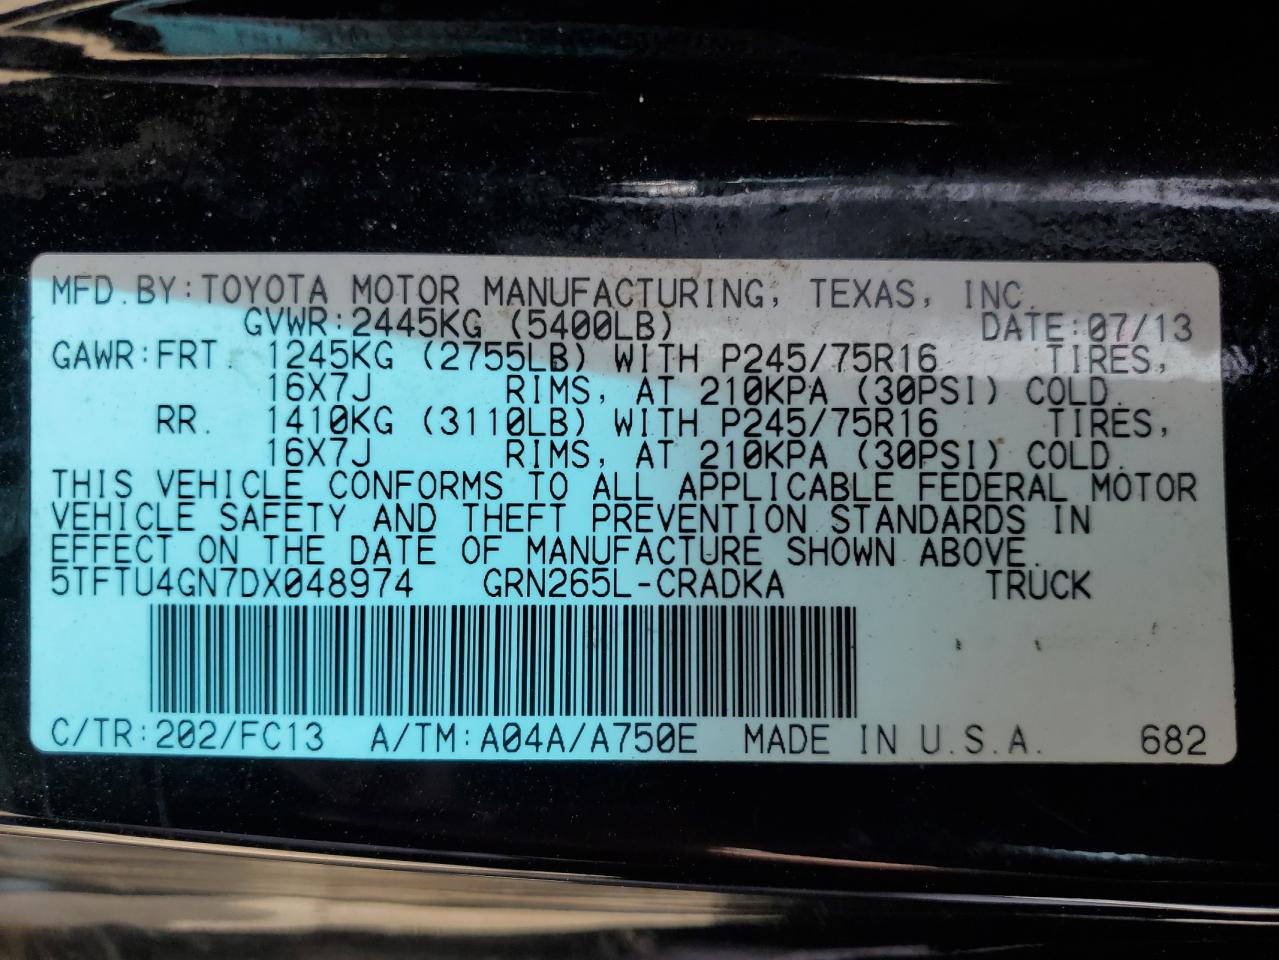 MFD.BY:TOYOTA MOTOR MANUFACTURING, TEXAS, INC.
GVWR:2445KG (5400LB) DATE:07/13
GAWR:FRT. 1245KG (2755LB) WITH P245/75R16 TIRES,
16X7J RIMS, AT 210KPA (30PSI) COLD.
RR. 1410KG (3110LB) WITH P245/75R16 TIRES,
16X7J RIMS, AT 210KPA (30PSI) COLD.
THIS VEHICLE CONFORMS TO ALL APPLICABLE FEDERAL MOTOR
VEHICLE SAFETY AND THEFT PREVENTION STANDARDS IN
EFFECT ON THE DATE OF MANUFACTURE SHOWN ABOVE.
5TFTU4GN7DX048974 GRN265L-CRADKA TRUCK
C/TR:202/FC13 A/TM:A04A/A750E MADE IN U.S.A. 682